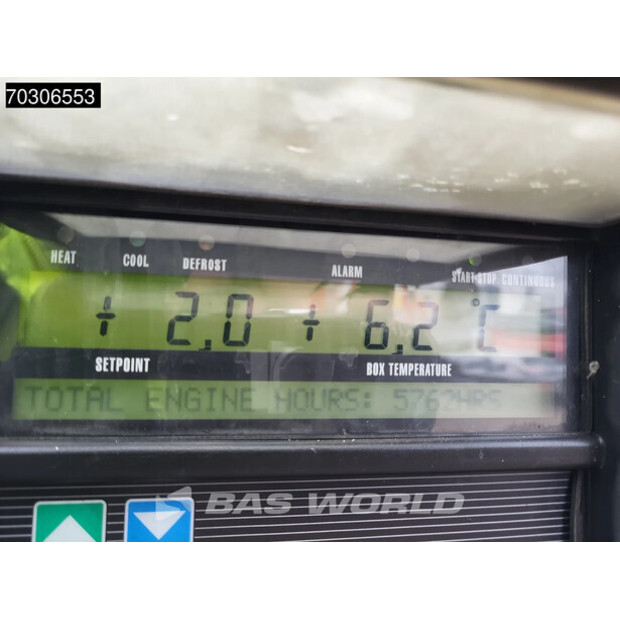 70306553
HEAT COOL DEFROST ALARM START-STOP CONTINUOUS
+ 2.0 + 6.2 °C
SETPOINT BOX TEMPERATURE
TOTAL ENGINE HOURS: 5762HRS
BAS WORLD